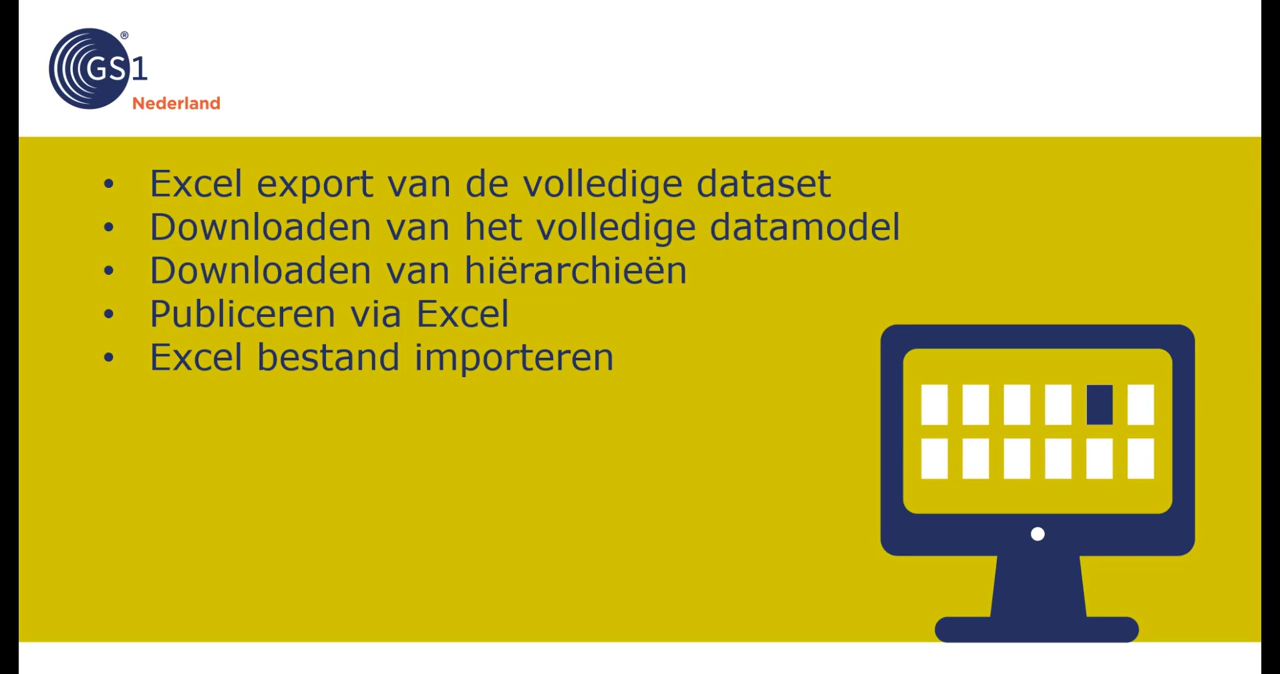 GS1 ®
Nederland
• Excel export van de volledige dataset
• Downloaden van het volledige datamodel
• Downloaden van hiërarchieën
• Publiceren via Excel
• Excel bestand importeren